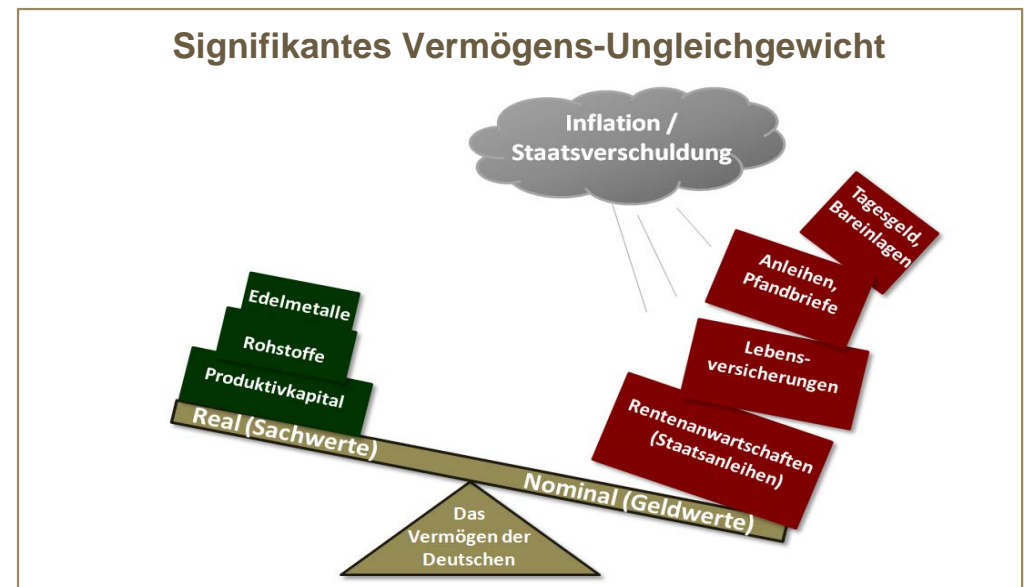 Signifikantes Vermögens-Ungleichgewicht
Inflation /
Staatsverschuldung
Tagesgeld,
Bareinlagen
Anleihen,
Pfandbriefe
Lebens-
versicherungen
Rentenanwartschaften
(Staatsanleihen)
Edelmetalle
Rohstoffe
Produktivkapital
Real (Sachwerte)
Nominal (Geldwerte)
Das
Vermögen der
Deutschen